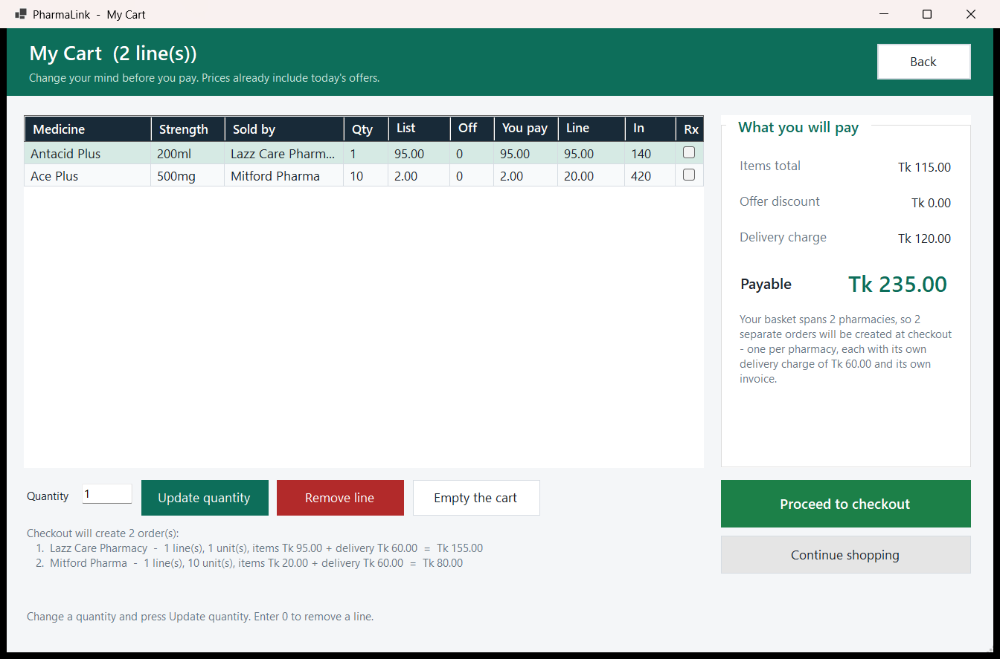 PharmaLink - My Cart
My Cart (2 line(s))
Change your mind before you pay. Prices already include today's offers.
Back
Medicine Strength Sold by Qty List Off You pay Line In Rx
Antacid Plus 200ml Lazz Care Pharm... 1 95.00 0 95.00 95.00 140
Ace Plus 500mg Mitford Pharma 10 2.00 0 2.00 20.00 420
What you will pay
Items total Tk 115.00
Offer discount Tk 0.00
Delivery charge Tk 120.00
Payable Tk 235.00
Your basket spans 2 pharmacies, so 2
separate orders will be created at checkout
- one per pharmacy, each with its own
delivery charge of Tk 60.00 and its own
invoice.
Quantity 1 Update quantity Remove line Empty the cart
Proceed to checkout
Continue shopping
Checkout will create 2 order(s):
1. Lazz Care Pharmacy - 1 line(s), 1 unit(s), items Tk 95.00 + delivery Tk 60.00 = Tk 155.00
2. Mitford Pharma - 1 line(s), 10 unit(s), items Tk 20.00 + delivery Tk 60.00 = Tk 80.00
Change a quantity and press Update quantity. Enter 0 to remove a line.